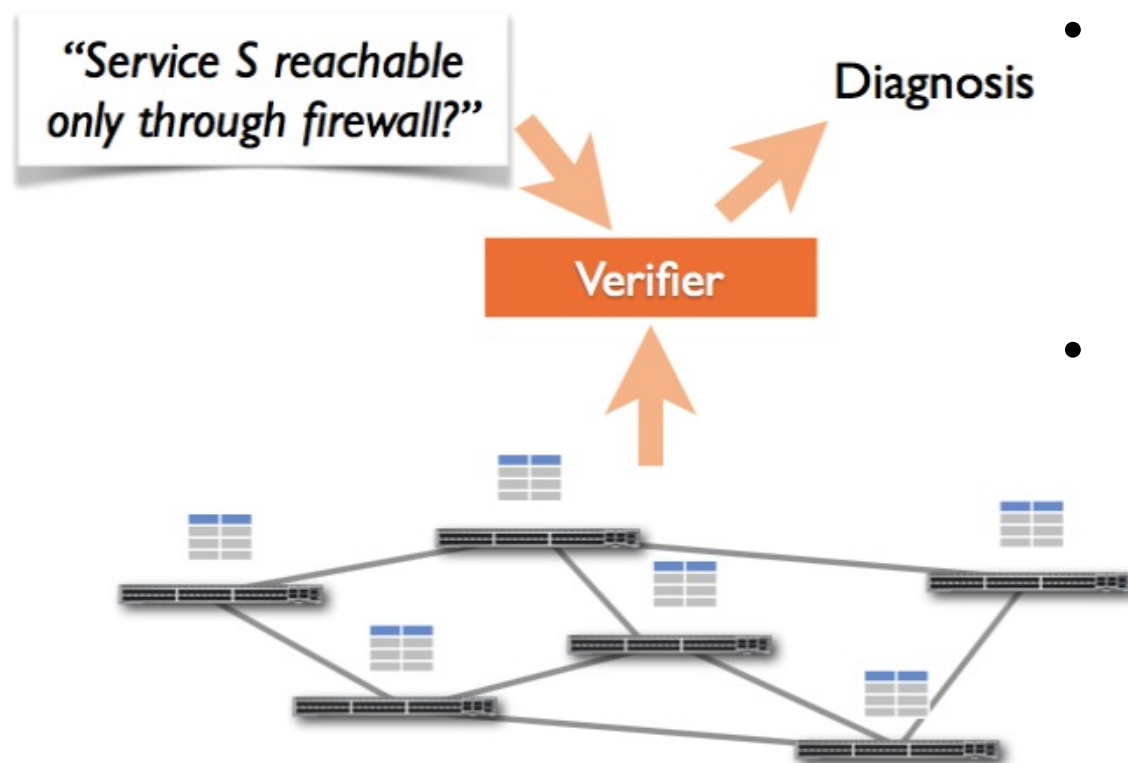 “Service S reachable
only through firewall?”
Diagnosis
Verifier